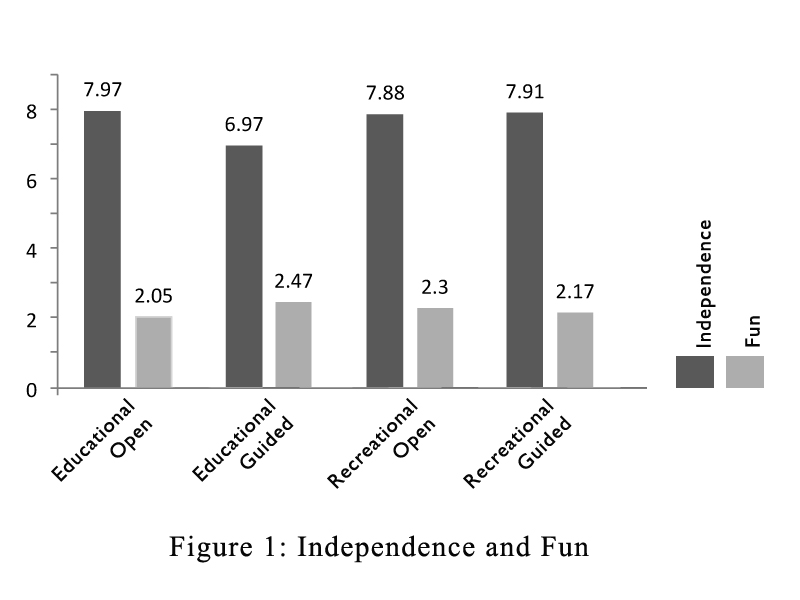 7.97
6.97
7.88
7.91
2.05
2.47
2.3
2.17
8
6
4
2
0
Educational
Open
Educational
Guided
Recreational
Open
Recreational
Guided
Independence
Fun
Figure 1: Independence and Fun